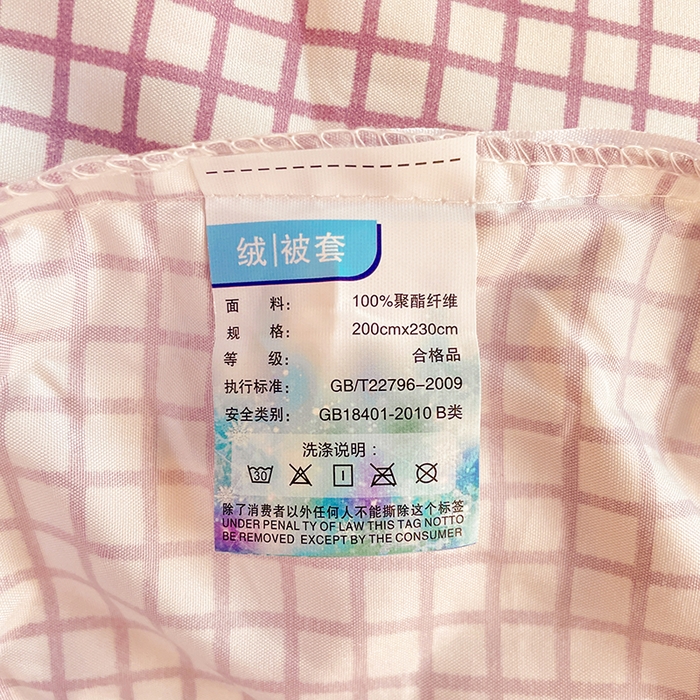 绒|被套
面 料: 100%聚酯纤维
规 格: 200cmx230cm
等 级: 合格品
执行标准: GB/T22796-2009
安全类别: GB18401-2010 B类
洗涤说明:
30
除了消费者以外任何人不能撕除这个标签
UNDER PENAL TY OF LAW THIS TAG NOTTO
BE REMOVED EXCEPT BY THE CONSUMER